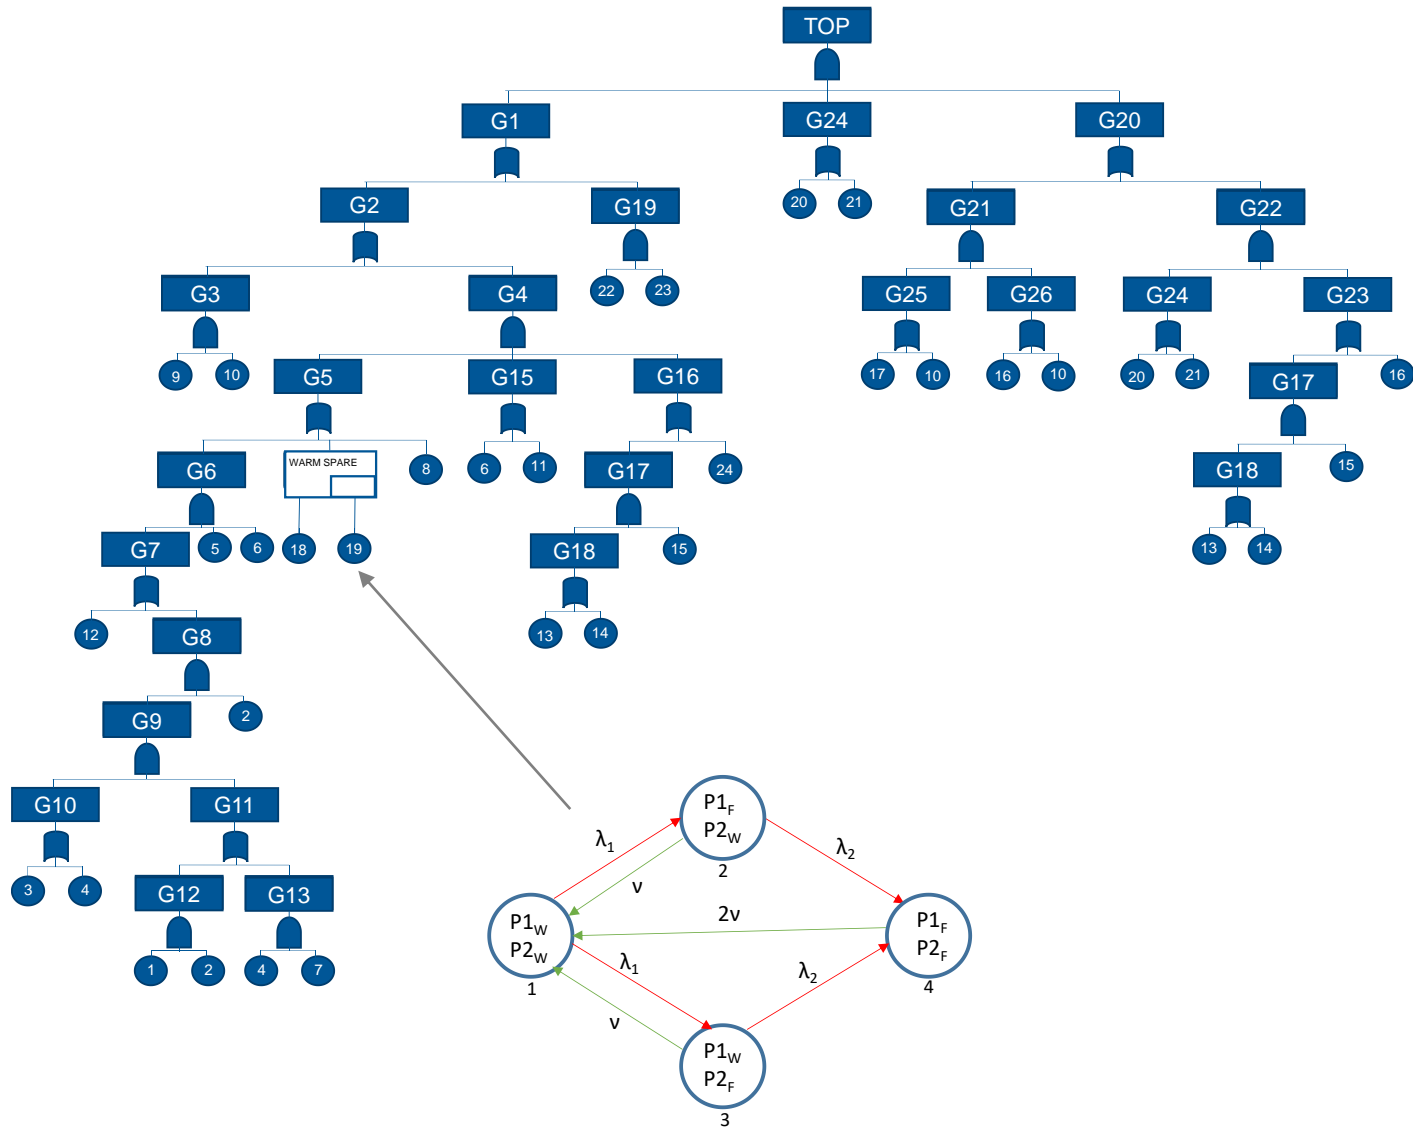 TOP
G1
G24
G20
G2
G19
20
21
G21
G22
G3
G4
22
23
G25
G26
G24
G23
9
10
G5
G15
G16
17
10
16
10
20
21
G17
16
G6
WARM SPARE
8
6
11
G17
24
G18
15
G7
5
6
18
19
G18
15
13
14
12
G8
13
14
G9
2
G10
G11
P1F
P2W
2
λ1
λ2
ν
3
4
G12
G13
P1W
P2W
1
2ν
P1F
P2F
4
1
2
4
7
λ1
λ2
ν
P1W
P2F
3